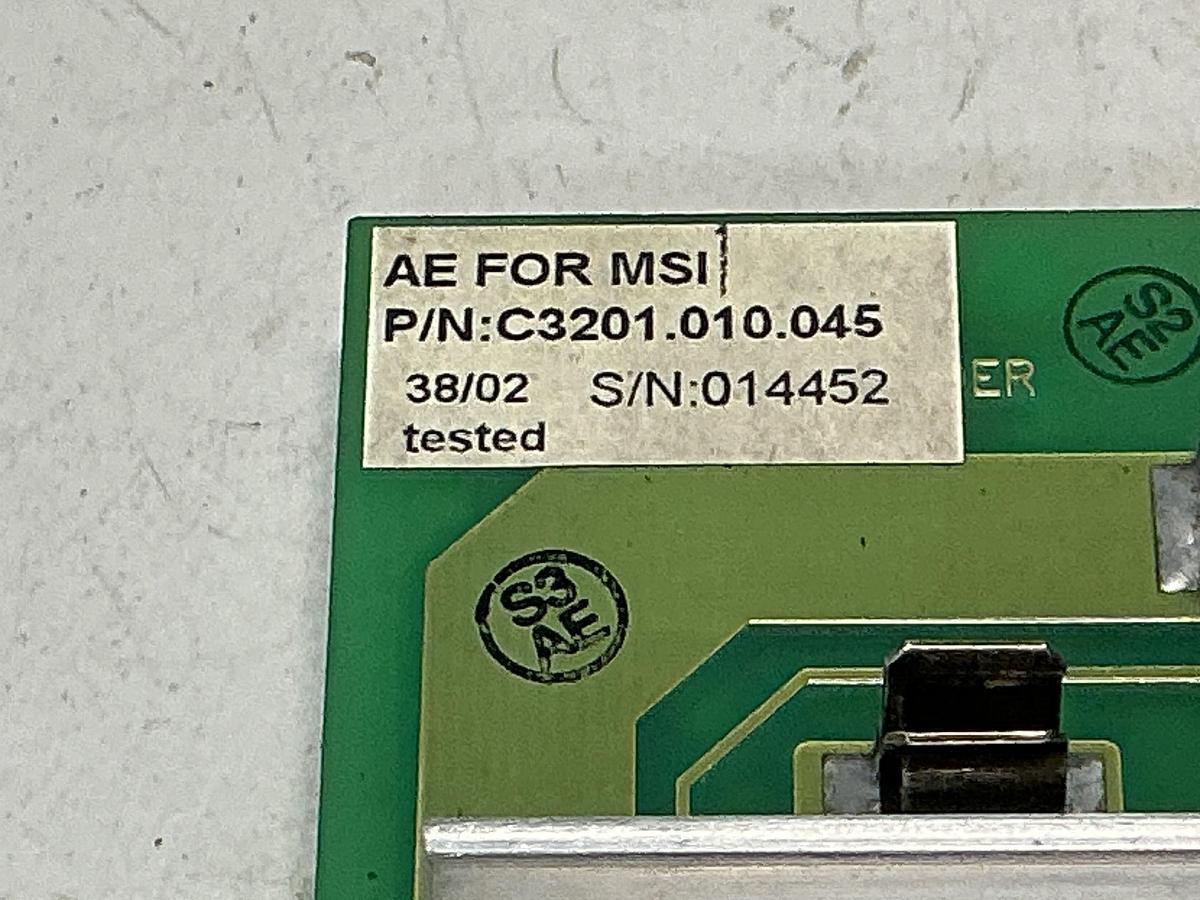 AE FOR MSI
P/N:C3201.010.045
38/02 S/N:014452
tested
ER
S2
AE
S3
AE